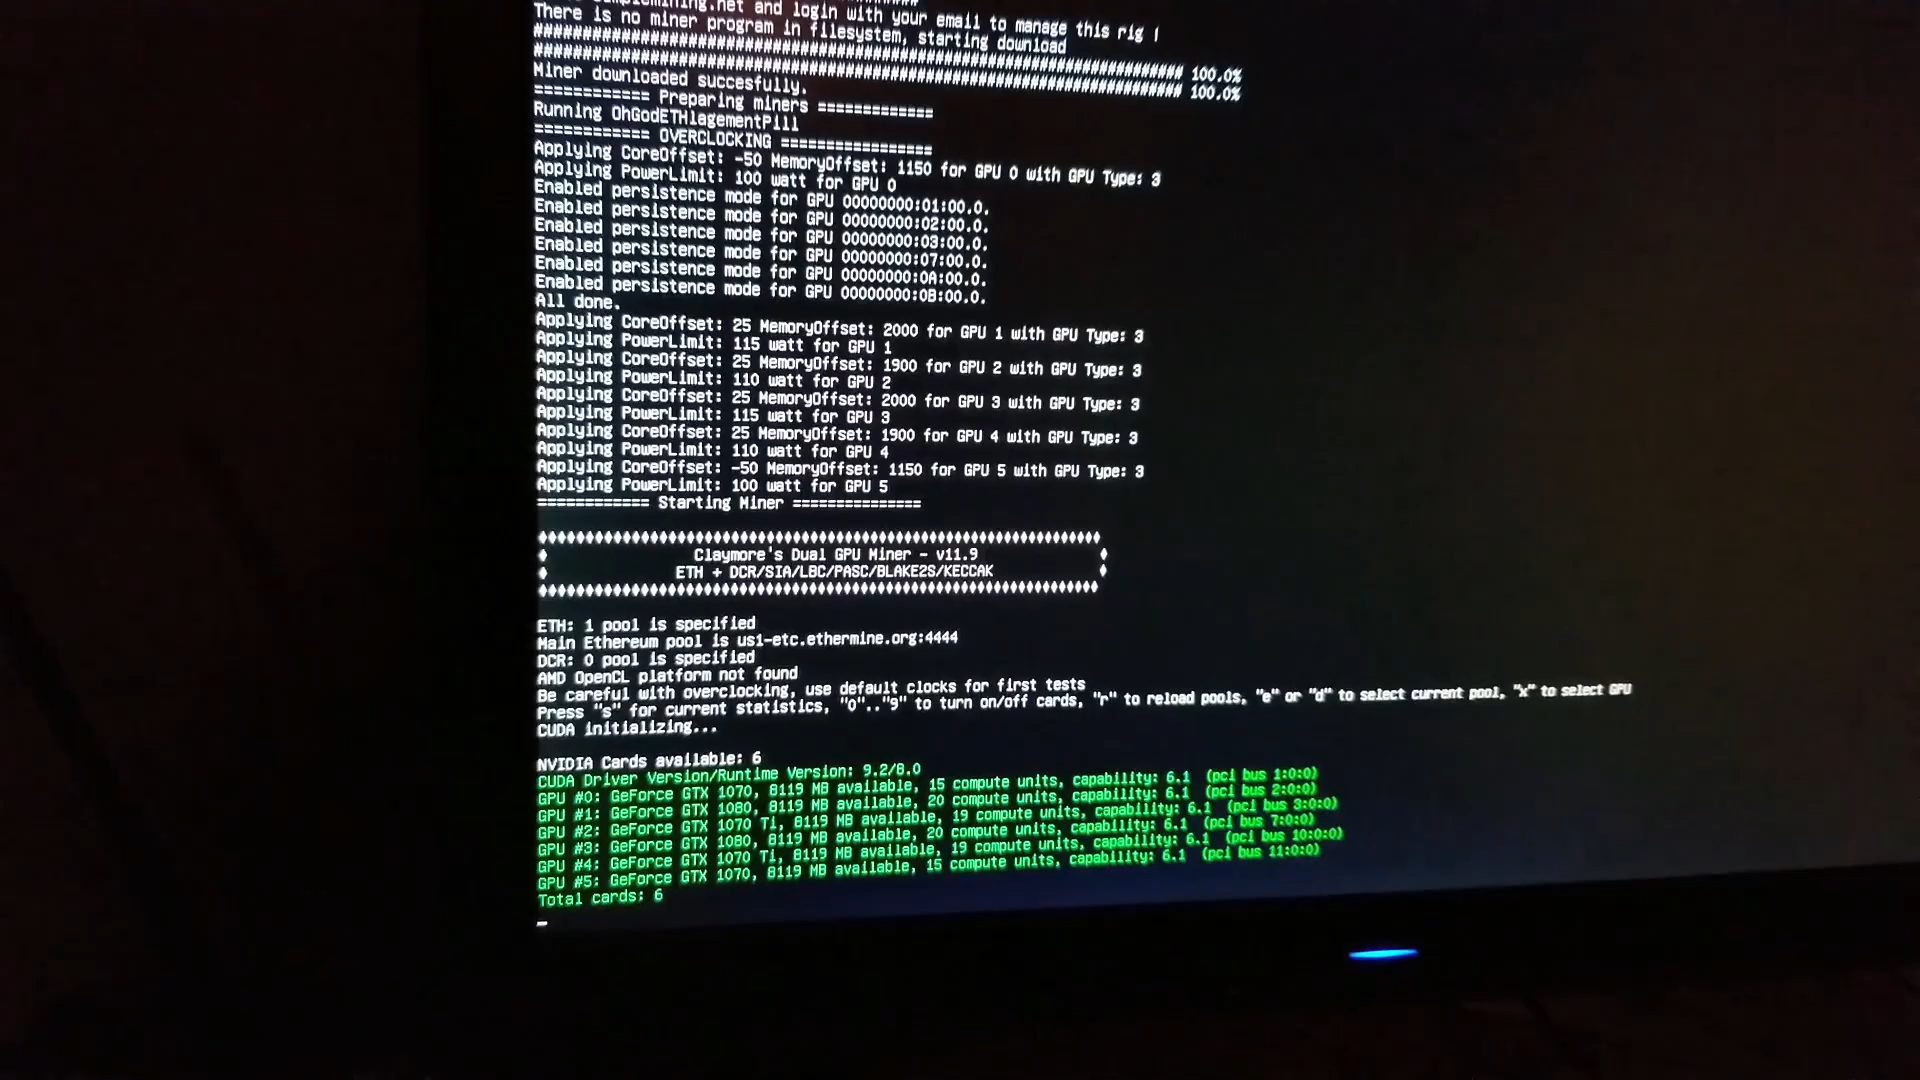 and login with your email to manage this rig !
There is no miner program in filesystem, starting download
######################################################################## 100.0%
######################################################################## 100.0%
Miner downloaded succesfully.
============ Preparing miners ============
Running OhGodETHlagementPill
============ OVERCLOCKING ================
Applying CoreOffset: -50 MemoryOffset: 1150 for GPU 0 with GPU Type: 3
Applying PowerLimit: 100 watt for GPU 0
Enabled persistence mode for GPU 00000000:01:00.0.
Enabled persistence mode for GPU 00000000:02:00.0.
Enabled persistence mode for GPU 00000000:03:00.0.
Enabled persistence mode for GPU 00000000:07:00.0.
Enabled persistence mode for GPU 00000000:0A:00.0.
Enabled persistence mode for GPU 00000000:0B:00.0.
All done.
Applying CoreOffset: 25 MemoryOffset: 2000 for GPU 1 with GPU Type: 3
Applying PowerLimit: 115 watt for GPU 1
Applying CoreOffset: 25 MemoryOffset: 1900 for GPU 2 with GPU Type: 3
Applying PowerLimit: 110 watt for GPU 2
Applying CoreOffset: 25 MemoryOffset: 2000 for GPU 3 with GPU Type: 3
Applying PowerLimit: 115 watt for GPU 3
Applying CoreOffset: 25 MemoryOffset: 1900 for GPU 4 with GPU Type: 3
Applying PowerLimit: 110 watt for GPU 4
Applying CoreOffset: -50 MemoryOffset: 1150 for GPU 5 with GPU Type: 3
Applying PowerLimit: 100 watt for GPU 5
============ Starting Miner ==============
Claymore's Dual GPU Miner - v11.9
ETH + DCR/SIA/LBC/PASC/BLAKE2S/KECCAK
ETH: 1 pool is specified
Main Ethereum pool is us1-etc.ethermine.org:4444
DCR: 0 pool is specified
AMD OpenCL platform not found
Be careful with overclocking, use default clocks for first tests
Press "s" for current statistics, "0".."9" to turn on/off cards, "r" to reload pools, "e" or "d" to select current pool, "x" to select GPU
CUDA initializing...
NVIDIA Cards available: 6
CUDA Driver Version/Runtime Version: 9.2/8.0
GPU #0: GeForce GTX 1070, 8119 MB available, 15 compute units, capability: 6.1 (pci bus 1:0:0)
GPU #1: GeForce GTX 1080, 8119 MB available, 20 compute units, capability: 6.1 (pci bus 2:0:0)
GPU #2: GeForce GTX 1070 Ti, 8119 MB available, 19 compute units, capability: 6.1 (pci bus 3:0:0)
GPU #3: GeForce GTX 1080, 8119 MB available, 20 compute units, capability: 6.1 (pci bus 7:0:0)
GPU #4: GeForce GTX 1070 Ti, 8119 MB available, 19 compute units, capability: 6.1 (pci bus 10:0:0)
GPU #5: GeForce GTX 1070, 8119 MB available, 15 compute units, capability: 6.1 (pci bus 11:0:0)
Total cards: 6